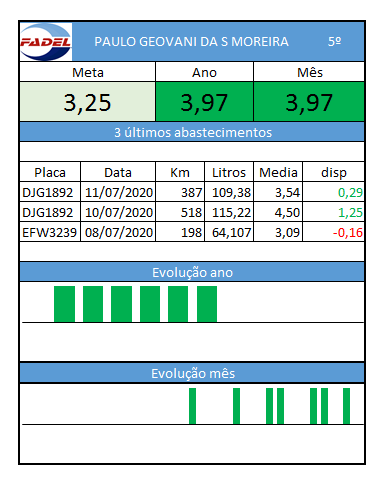 FADEL PAULO GEOVANI DA S MOREIRA 5º
Meta Ano Mês
3,25 3,97 3,97
3 últimos abastecimentos
Placa Data Km Litros Media disp
DJG1892 11/07/2020 387 109,38 3,54 0,29
DJG1892 10/07/2020 518 115,22 4,50 1,25
EFW3239 08/07/2020 198 64,107 3,09 -0,16
Evolução ano
Evolução mês